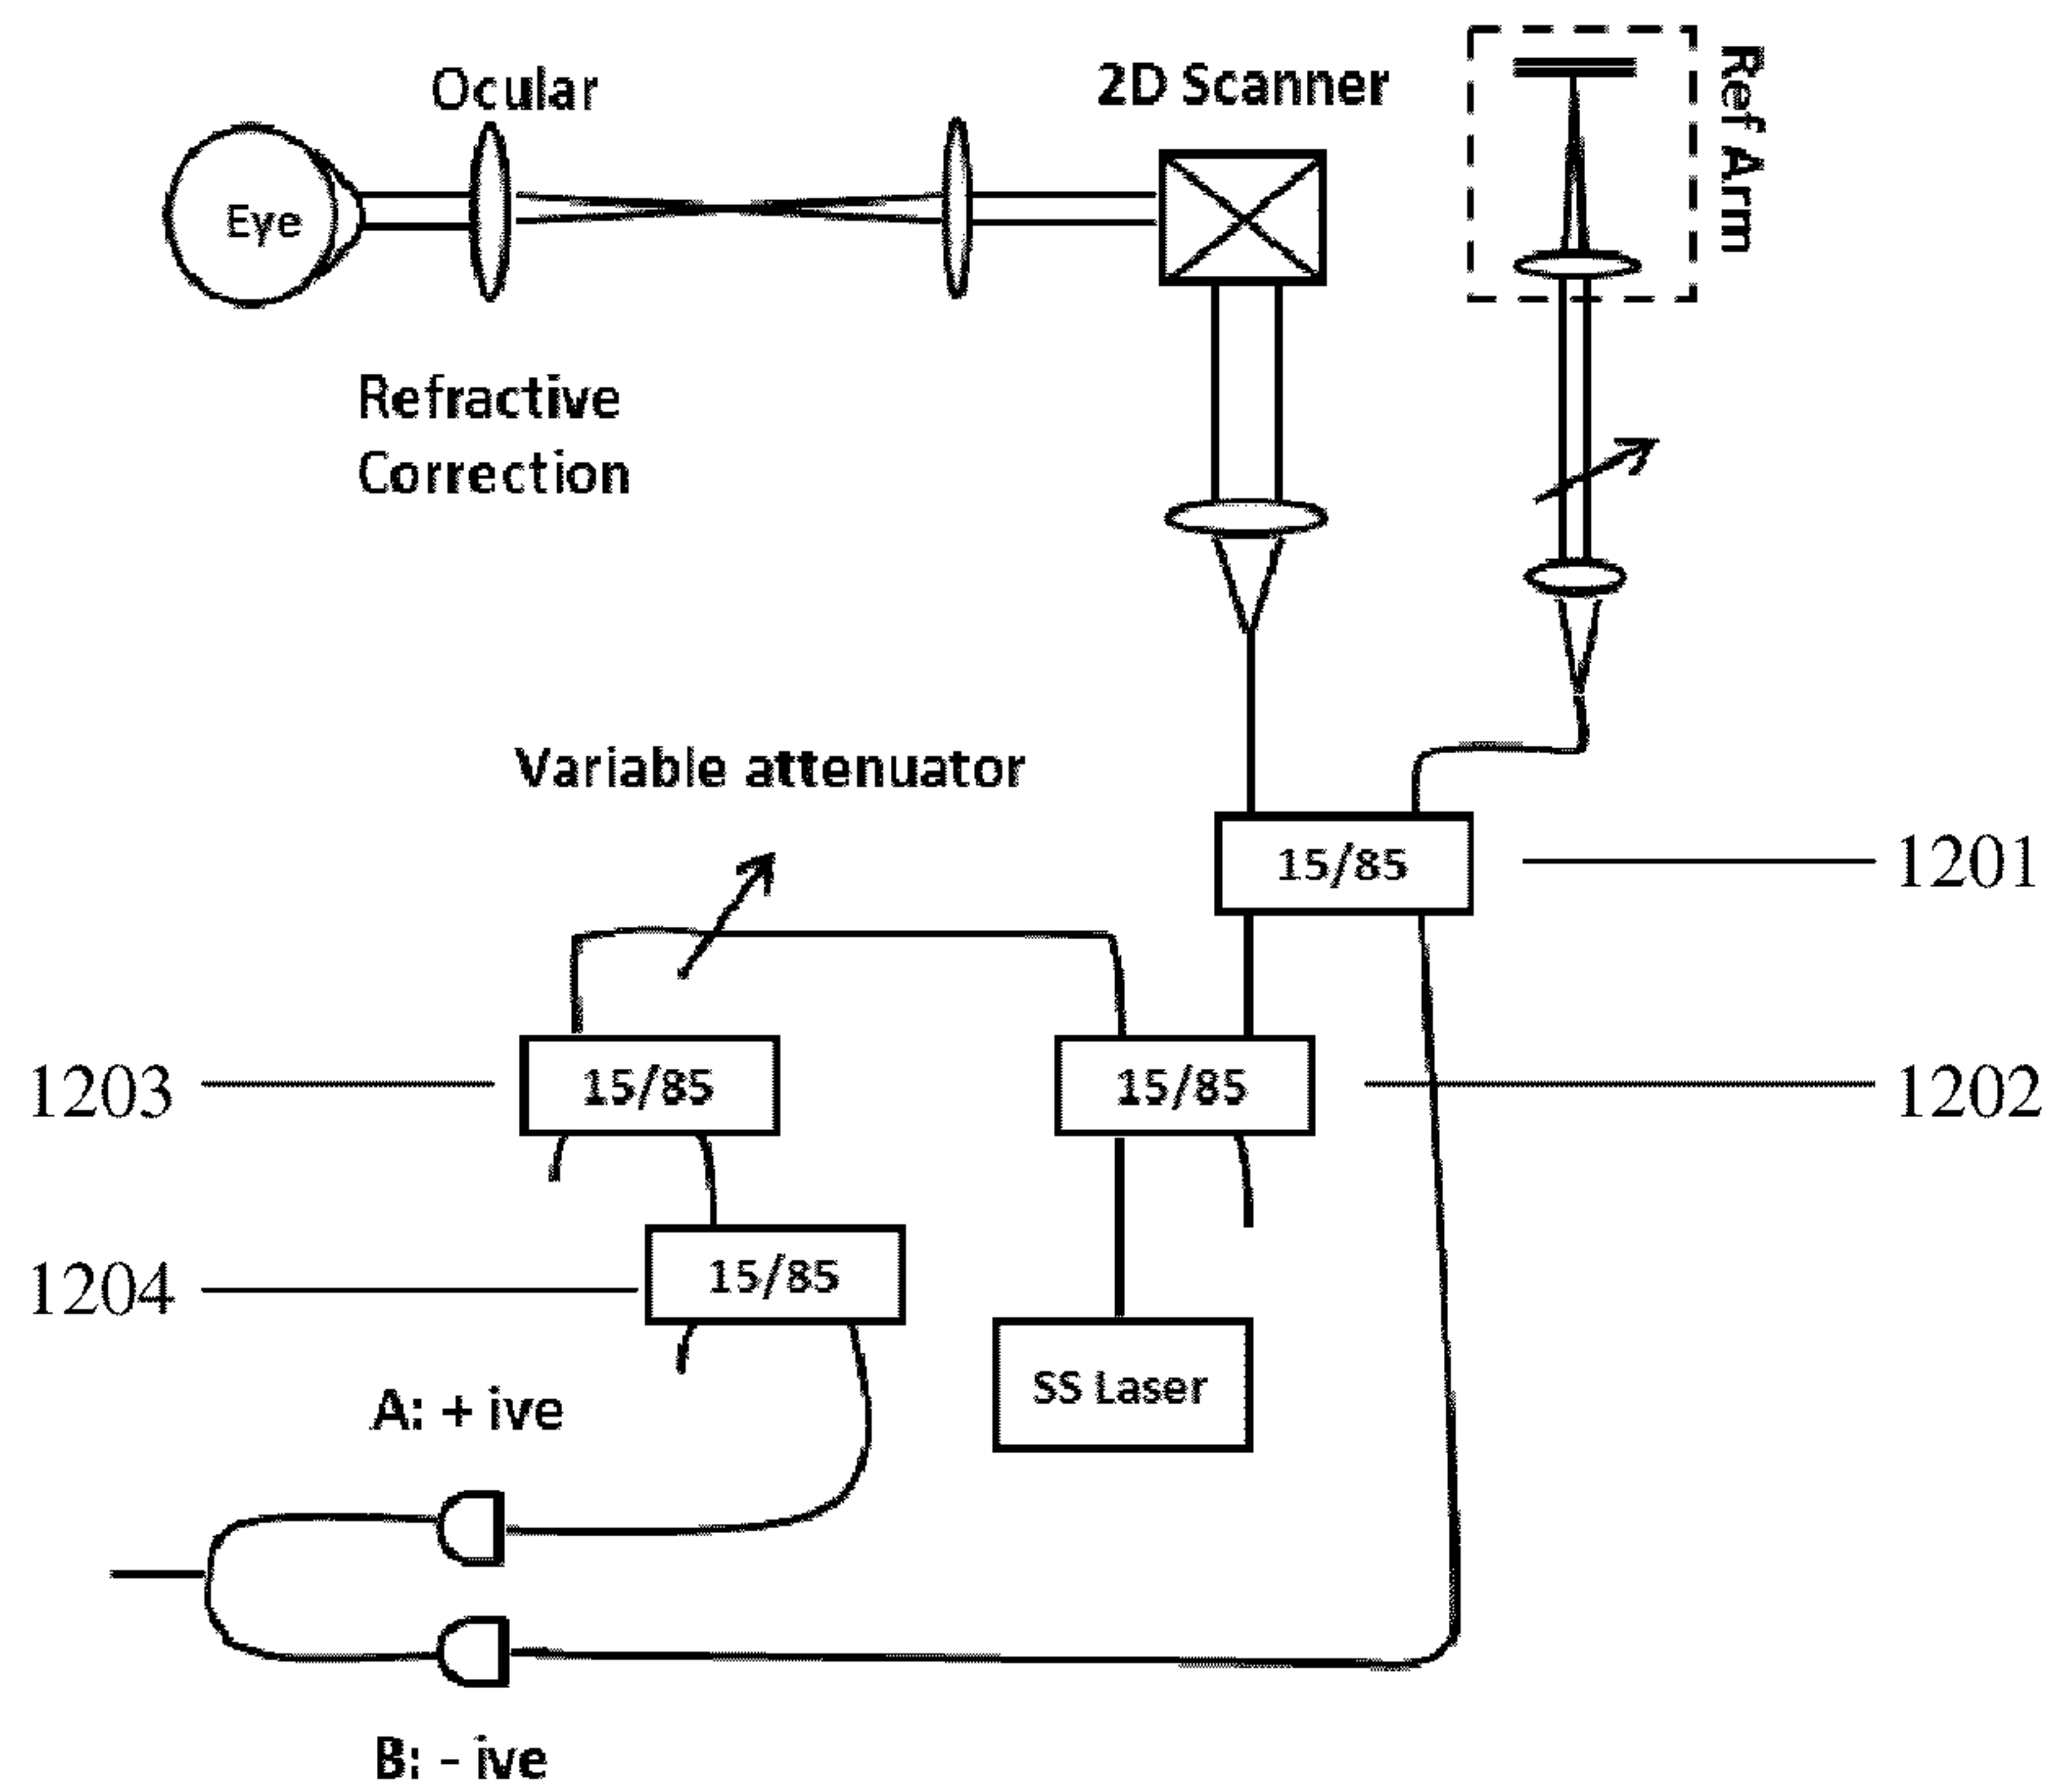 Ocular
2D Scanner
Ref Arm
Eye
Refractive
Correction
Variable attenuator
15/85
1201
1203
15/85
15/85
1202
1204
15/85
SS Laser
A: + ive
B: - ive